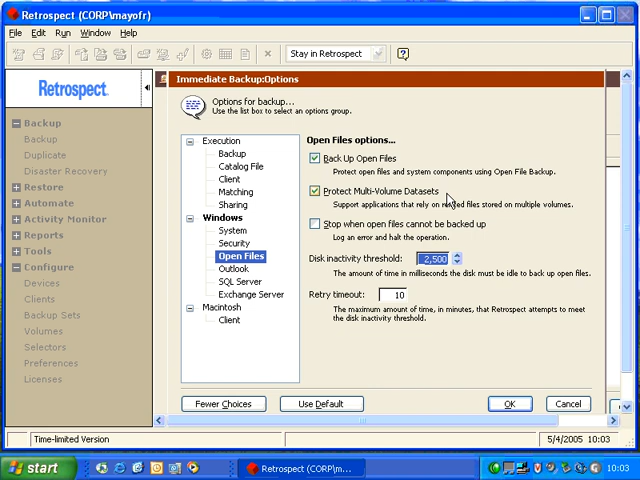 Retrospect (CORP\mayofr)
File Edit Run Window Help
Stay in Retrospect
Retrospect.
Backup
Backup
Duplicate
Disaster Recovery
Restore
Automate
Activity Monitor
Reports
Tools
Configure
Devices
Clients
Backup Sets
Volumes
Selectors
Preferences
Licenses
Immediate Backup:Options
Options for backup...
Use the list box to select an options group.
Execution
Backup
Catalog File
Client
Matching
Sharing
Windows
System
Security
Open Files
Outlook
SQL Server
Exchange Server
Macintosh
Client
Open Files options...
Back Up Open Files
Protect open files and system components using Open File Backup.
Protect Multi-Volume Datasets
Support applications that rely on related files stored on multiple volumes.
Stop when open files cannot be backed up
Log an error and halt the operation.
Disk inactivity threshold: 2,500
The amount of time in milliseconds the disk must be idle to back up open files.
Retry timeout: 10
The maximum amount of time, in minutes, that Retrospect attempts to meet
the disk inactivity threshold.
Fewer Choices Use Default OK Cancel
Time-limited Version 5/4/2005 10:03
start Retrospect (CORP\m... 10:03